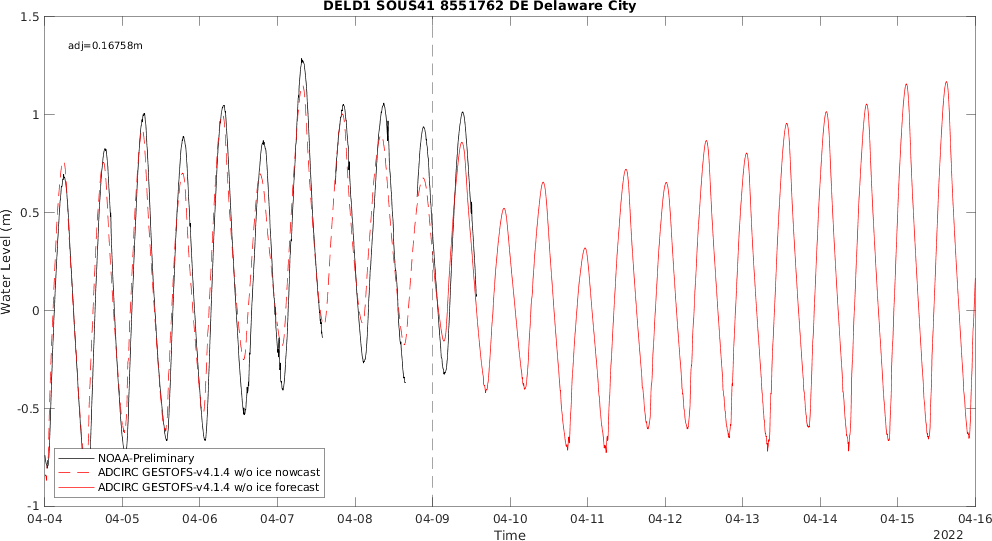 DELD1 SOUS41 8551762 DE Delaware City
adj=0.16758m
Water Level (m)
1.5
1
0.5
0
-0.5
-1
NOAA-Preliminary
ADCIRC GESTOFS-v4.1.4 w/o ice nowcast
ADCIRC GESTOFS-v4.1.4 w/o ice forecast
04-04 04-05 04-06 04-07 04-08 04-09 04-10 04-11 04-12 04-13 04-14 04-15 04-16
Time
2022